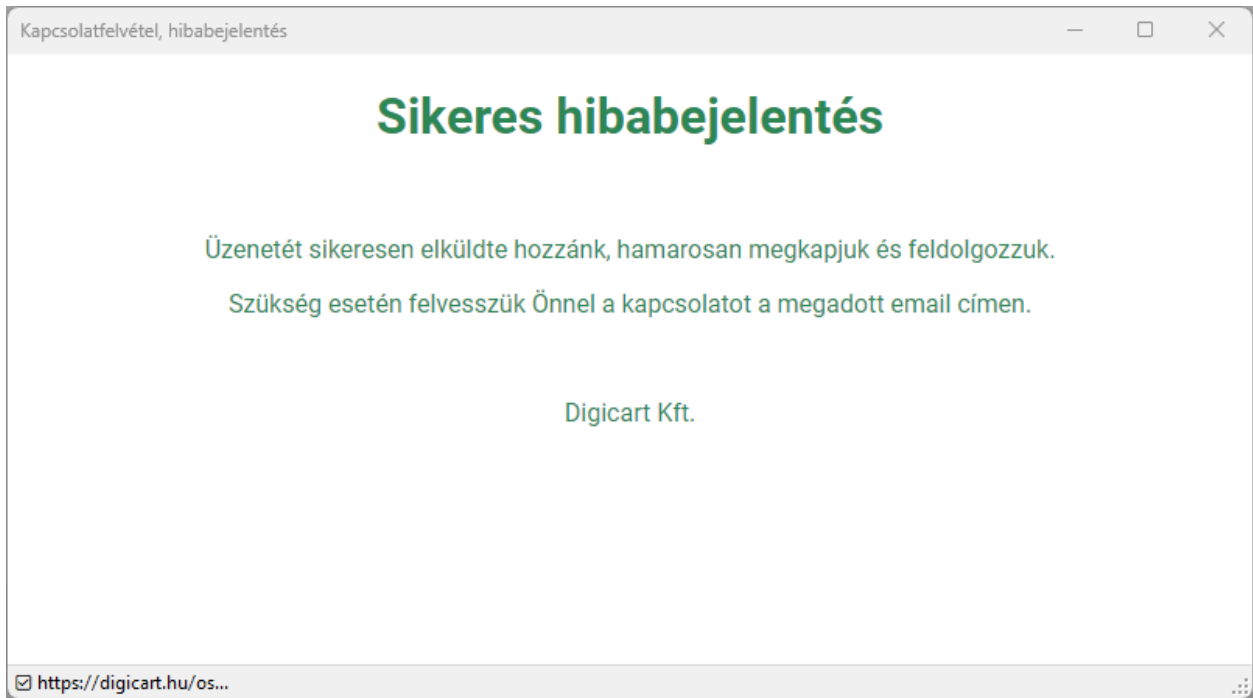 Kapcsolatfelvétel, hibabejelentés
Sikeres hibabejelentés
Üzenetét sikeresen elküldte hozzánk, hamarosan megkapjuk és feldolgozzuk.
Szükség esetén felvesszük Önnel a kapcsolatot a megadott email címen.
Digicart Kft.
https://digicart.hu/os...